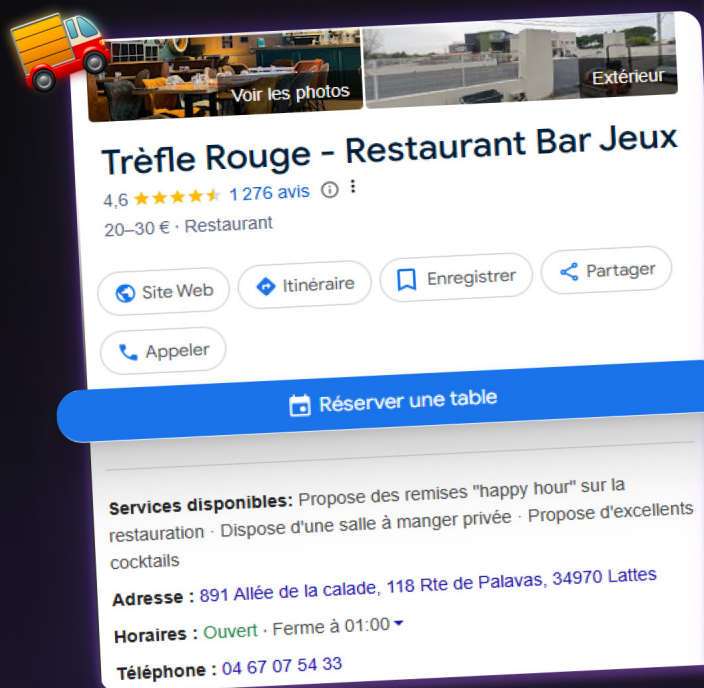 Voir les photos
Extérieur
Trèfle Rouge - Restaurant Bar Jeux
4,6 1 276 avis
20–30 € · Restaurant
Site Web
Itinéraire
Enregistrer
Partager
Appeler
Réserver une table
Services disponibles: Propose des remises "happy hour" sur la
restauration · Dispose d'une salle à manger privée · Propose d'excellents
cocktails
Adresse : 891 Allée de la calade, 118 Rte de Palavas, 34970 Lattes
Horaires : Ouvert · Ferme à 01:00
Téléphone : 04 67 07 54 33